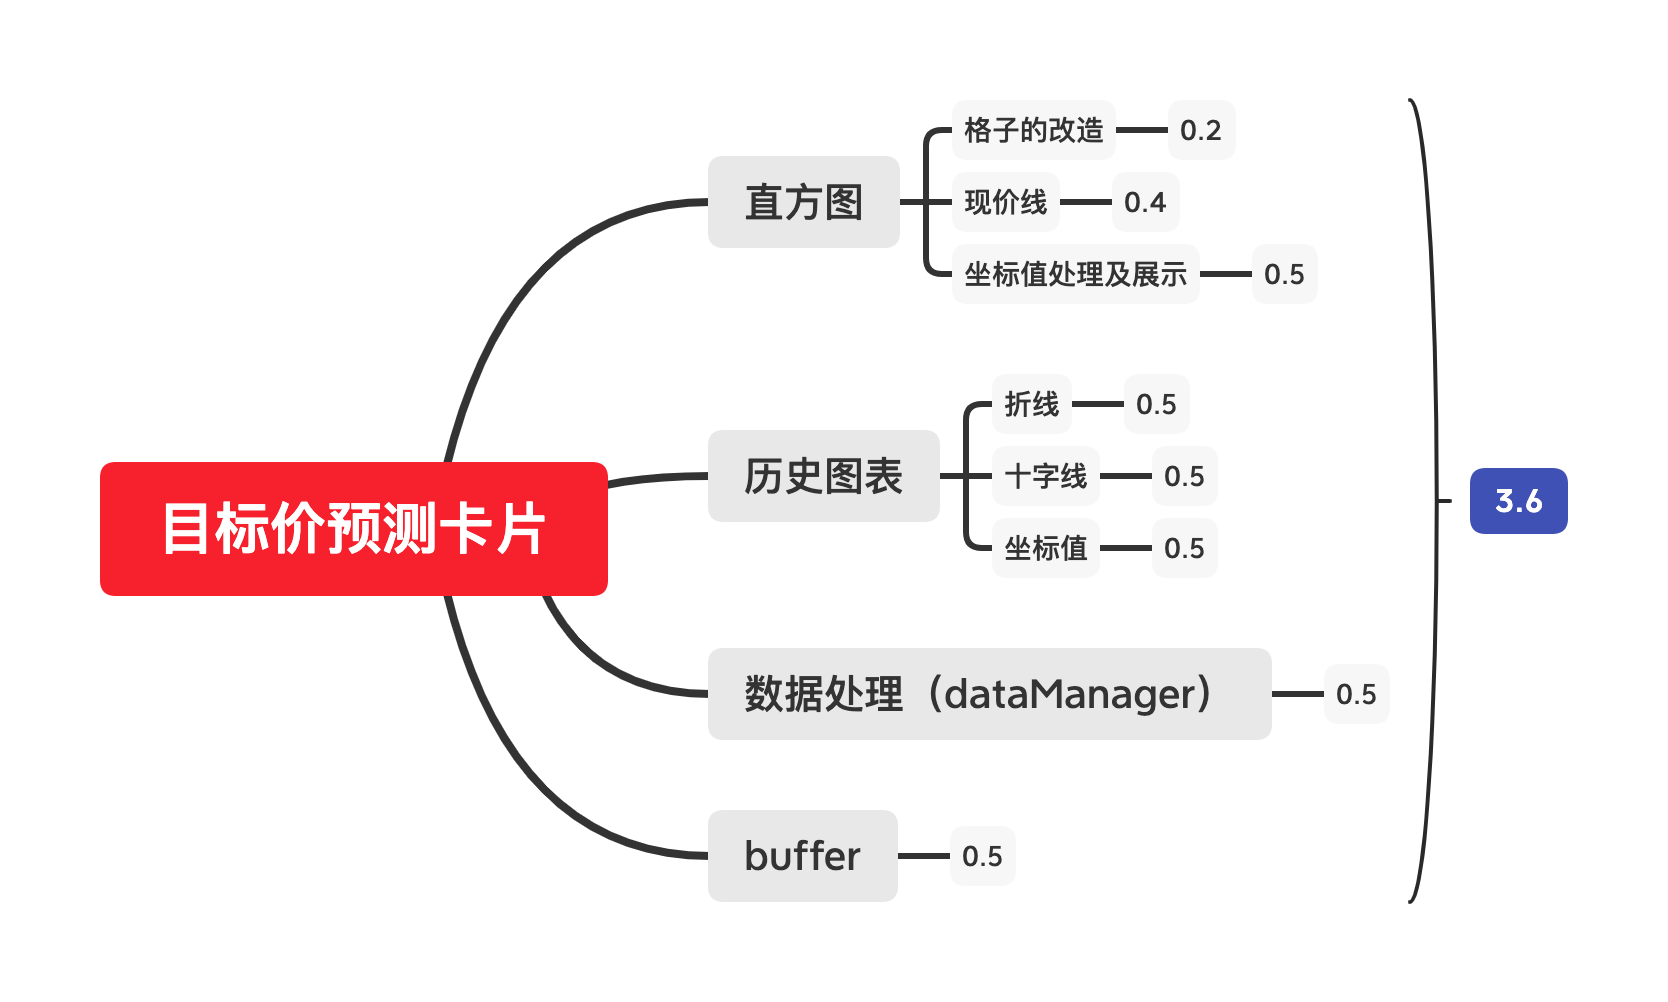 目标价预测卡片
直方图
格子的改造
0.2
现价线
0.4
坐标值处理及展示
0.5
历史图表
折线
0.5
十字线
0.5
坐标值
0.5
数据处理（dataManager）
0.5
buffer
0.5
3.6